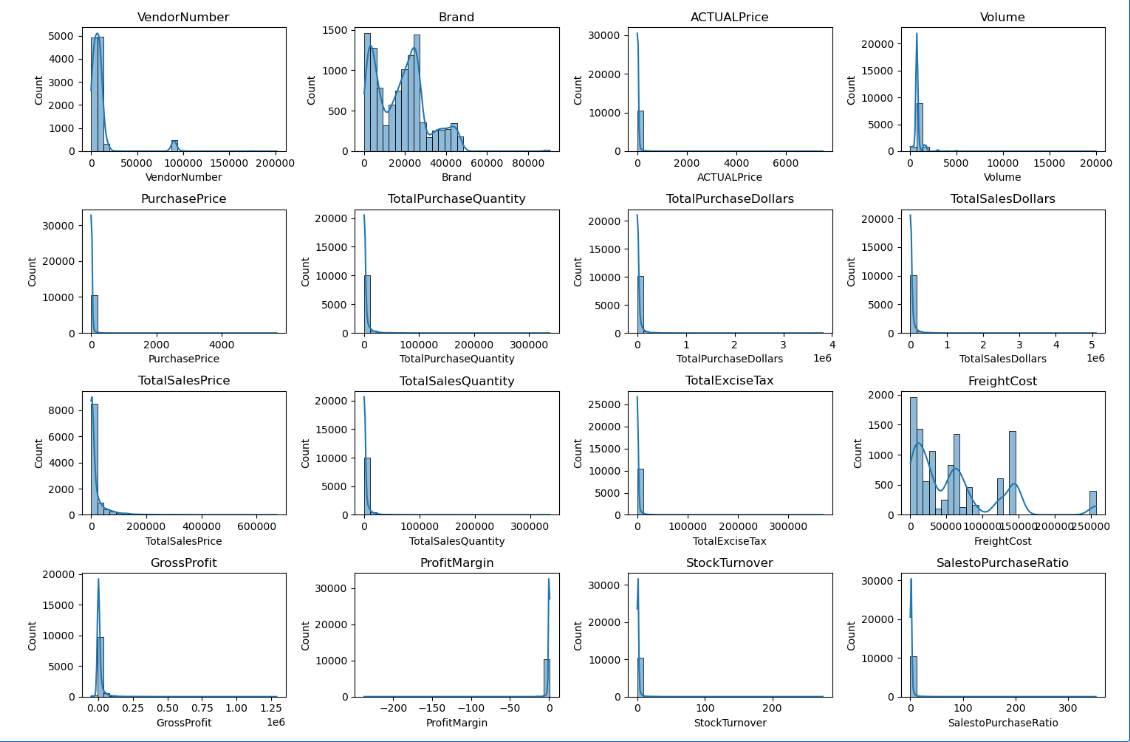 VendorNumber
Brand
ACTUALPrice
Volume
Count
5000
4000
3000
2000
1000
0
0 50000 100000 150000 200000
VendorNumber
Count
1500
1000
500
0
0 20000 40000 60000 80000
Brand
Count
30000
20000
10000
0
0 2000 4000 6000
ACTUALPrice
Count
20000
15000
10000
5000
0
0 5000 10000 15000 20000
Volume
PurchasePrice
TotalPurchaseQuantity
TotalPurchaseDollars
TotalSalesDollars
Count
30000
20000
10000
0
0 2000 4000
PurchasePrice
Count
20000
15000
10000
5000
0
0 100000 200000 300000
TotalPurchaseQuantity
Count
20000
15000
10000
5000
0
0 1 2 3 4
1e6
TotalPurchaseDollars
Count
20000
15000
10000
5000
0
0 1 2 3 4 5
1e6
TotalSalesDollars
TotalSalesPrice
TotalSalesQuantity
TotalExciseTax
FreightCost
Count
8000
6000
4000
2000
0
0 200000 400000 600000
TotalSalesPrice
Count
20000
15000
10000
5000
0
0 100000 200000 300000
TotalSalesQuantity
Count
25000
20000
15000
10000
5000
0
0 100000 200000 300000
TotalExciseTax
Count
2000
1500
1000
500
0
0 50000 100000 150000 200000 250000
FreightCost
GrossProfit
ProfitMargin
StockTurnover
SalestoPurchaseRatio
Count
20000
15000
10000
5000
0
0.00 0.25 0.50 0.75 1.00 1.25
1e6
GrossProfit
Count
30000
20000
10000
0
−200 −150 −100 −50 0
ProfitMargin
Count
30000
20000
10000
0
0 100 200
StockTurnover
Count
30000
20000
10000
0
0 100 200 300
SalestoPurchaseRatio